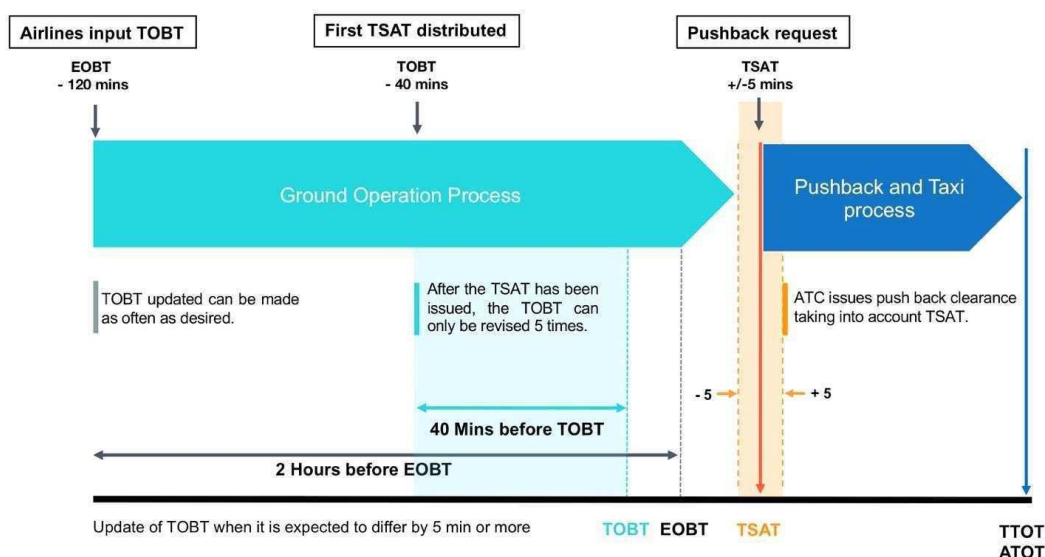 Airlines input TOBT
First TSAT distributed
Pushback request
EOBT
- 120 mins
TOBT
- 40 mins
TSAT
+/-5 mins
Ground Operation Process
Pushback and Taxi
process
TOBT updated can be made
as often as desired.
After the TSAT has been
issued, the TOBT can
only be revised 5 times.
ATC issues push back clearance
taking into account TSAT.
- 5
+ 5
40 Mins before TOBT
2 Hours before EOBT
Update of TOBT when it is expected to differ by 5 min or more
TOBT
EOBT
TSAT
TTOT
ATOT